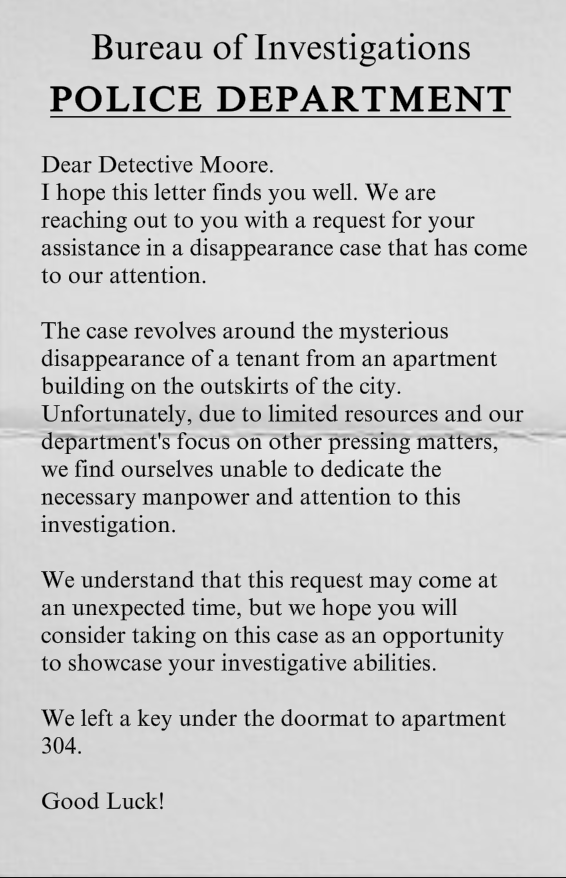 Bureau of Investigations
POLICE DEPARTMENT
Dear Detective Moore.
I hope this letter finds you well. We are
reaching out to you with a request for your
assistance in a disappearance case that has come
to our attention.
The case revolves around the mysterious
disappearance of a tenant from an apartment
building on the outskirts of the city.
Unfortunately, due to limited resources and our
department's focus on other pressing matters,
we find ourselves unable to dedicate the
necessary manpower and attention to this
investigation.
We understand that this request may come at
an unexpected time, but we hope you will
consider taking on this case as an opportunity
to showcase your investigative abilities.
We left a key under the doormat to apartment
304.
Good Luck!